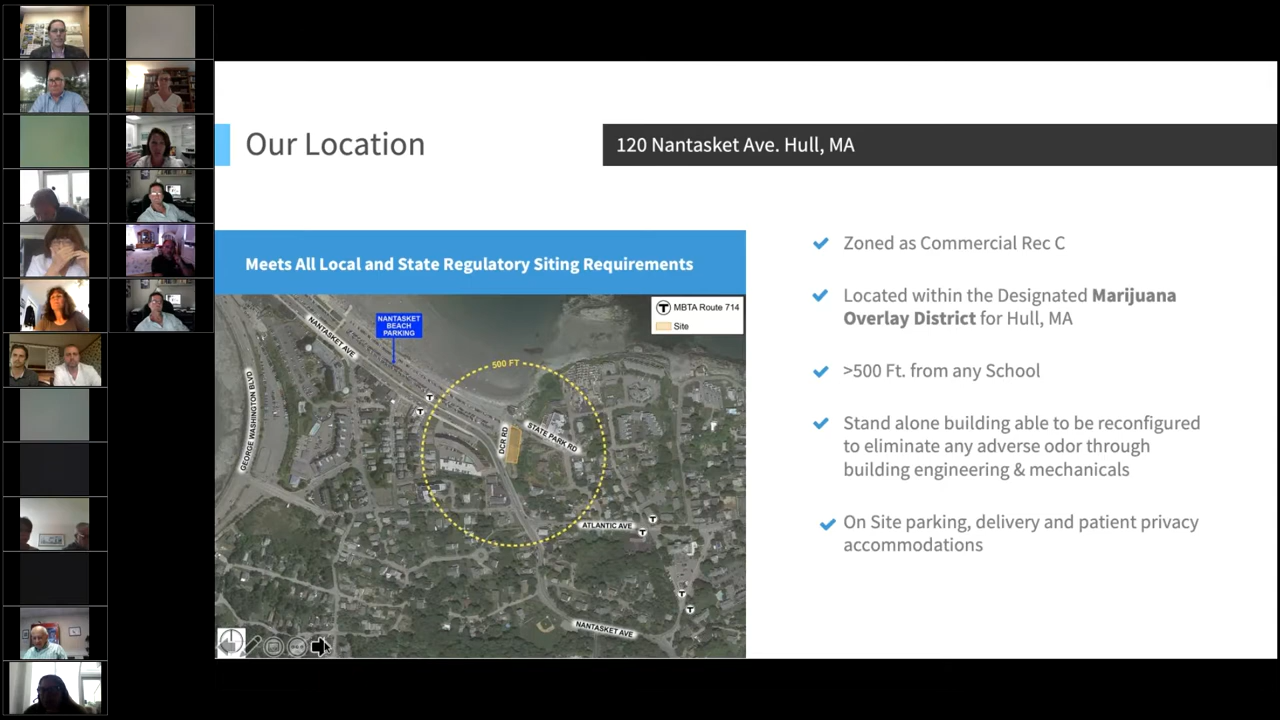 Our Location
120 Nantasket Ave. Hull, MA
Meets All Local and State Regulatory Siting Requirements
T MBTA Route 714
Site
NANTASKET
BEACH
PARKING
NANTASKET AVE
500 FT
GEORGE WASHINGTON BLVD
DCR RD
STATE PARK RD
T
T
ATLANTIC AVE
T
T
T
T
NANTASKET AVE
Zoned as Commercial Rec C
Located within the Designated Marijuana
Overlay District for Hull, MA
>500 Ft. from any School
Stand alone building able to be reconfigured
to eliminate any adverse odor through
building engineering & mechanicals
On Site parking, delivery and patient privacy
accommodations